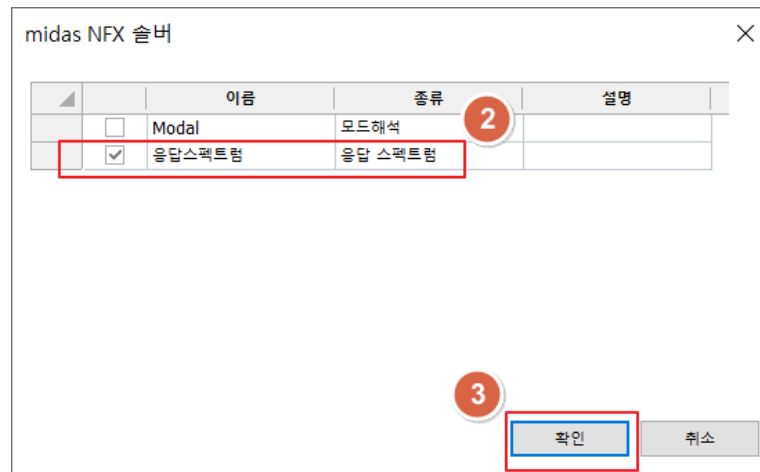 midas NFX 솔버
이름 종류 설명
Modal 모드해석
2
응답스펙트럼 응답 스펙트럼
3
확인 취소